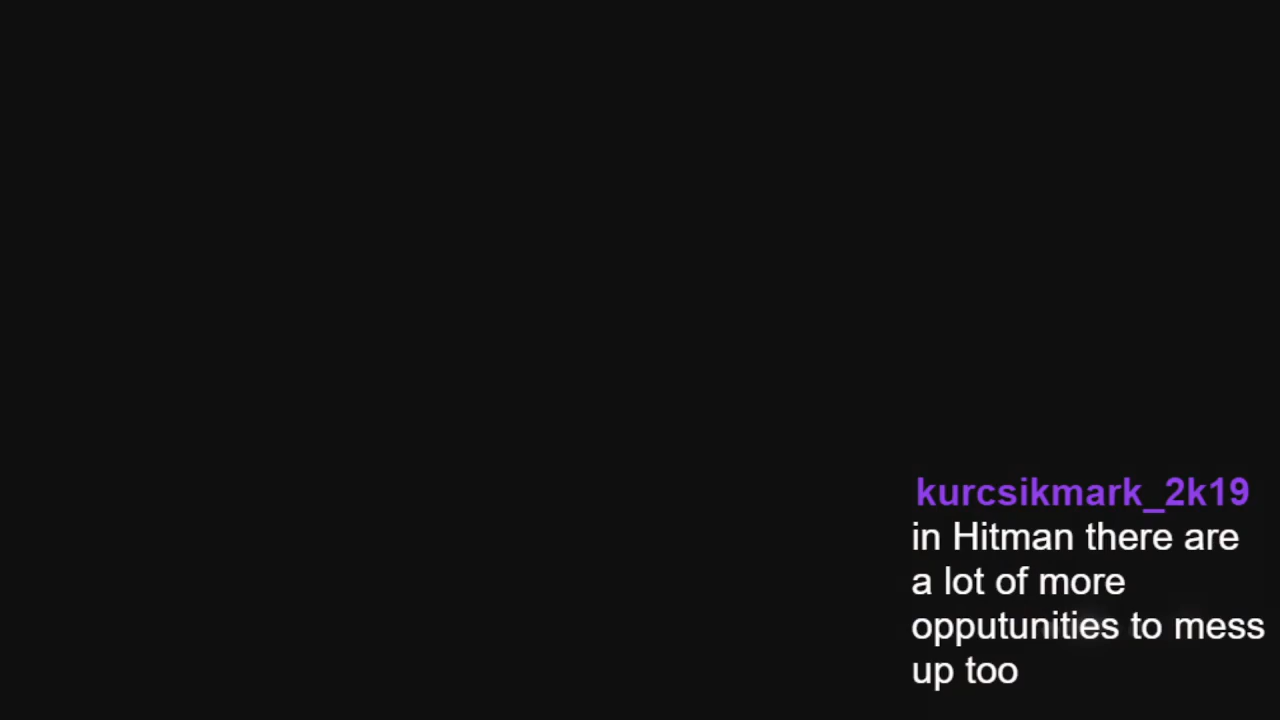 kurcsikmark_2k19
in Hitman there are
a lot of more
opputunities to mess
up too